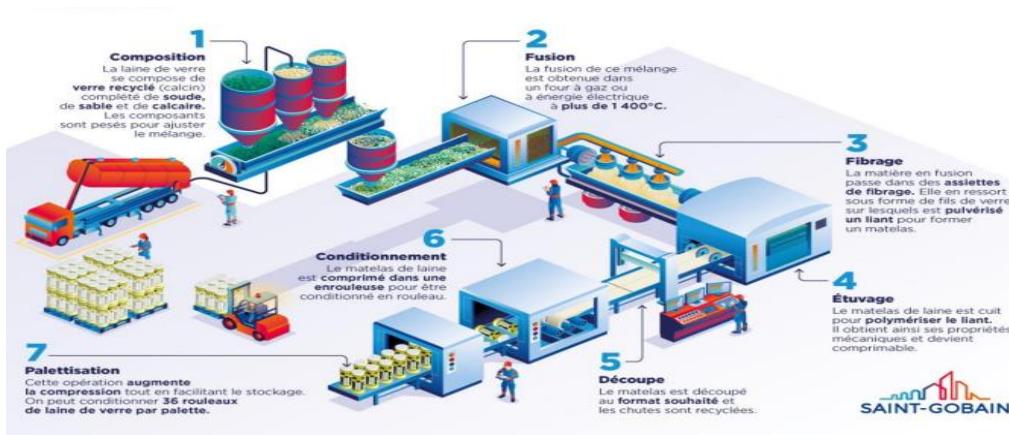 1
Composition
La laine de verre
se compose de
verre recyclé (calcin)
complété de soude,
de sable et de calcaire.
Les composants
sont pesés pour ajuster
le mélange.
2
Fusion
La fusion de ce mélange
est obtenue dans
un four à gaz ou
à énergie électrique
à plus de 1 400°C.
3
Fibrage
La matière en fusion
passe dans des assiettes
de fibrage. Elle en ressort
sous forme de fils de verre
sur lesquels est pulvérisé
un liant pour former
un matelas.
4
Étuvage
Le matelas de laine est cuit
pour polymériser le liant.
Il obtient ainsi ses propriétés
mécaniques et devient
comprimable.
5
Découpe
Le matelas est découpé
au format souhaité et
les chutes sont recyclées.
6
Conditionnement
Le matelas de laine
est comprimé dans une
enrouleuse pour être
conditionné en rouleau.
7
Palettisation
Cette opération augmente
la compression tout en facilitant le stockage.
On peut conditionner 36 rouleaux
de laine de verre par palette.
SAINT-GOBAIN